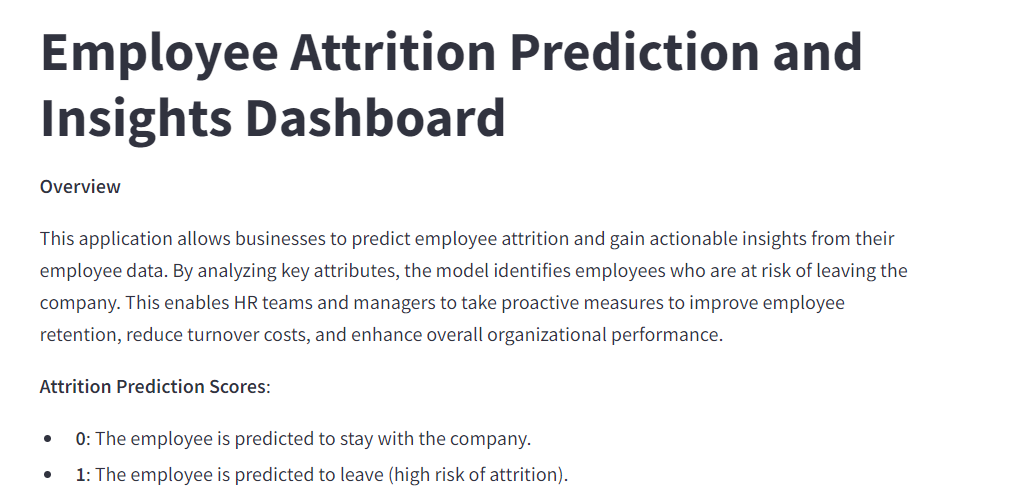 Employee Attrition Prediction and
Insights Dashboard
Overview
This application allows businesses to predict employee attrition and gain actionable insights from their
employee data. By analyzing key attributes, the model identifies employees who are at risk of leaving the
company. This enables HR teams and managers to take proactive measures to improve employee
retention, reduce turnover costs, and enhance overall organizational performance.
Attrition Prediction Scores:
• 0: The employee is predicted to stay with the company.
• 1: The employee is predicted to leave (high risk of attrition).